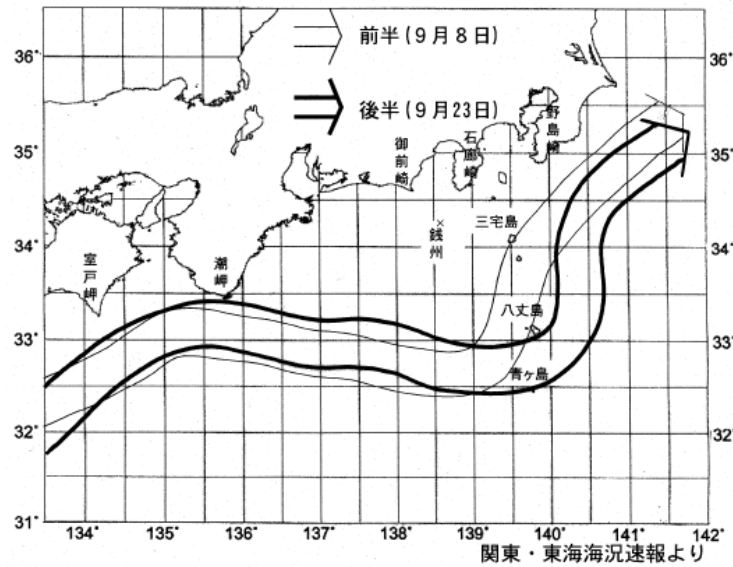 前半(9月8日)
後半(9月23日)
36°
36°
35°
35°
34°
34°
33°
33°
32°
32°
31°
御前崎
石廊崎
野島崎
三宅島
銭州
室戸岬
潮岬
八丈島
青ヶ島
134°
135°
136°
137°
138°
139°
140°
141°
142°
関東・東海海況速報より